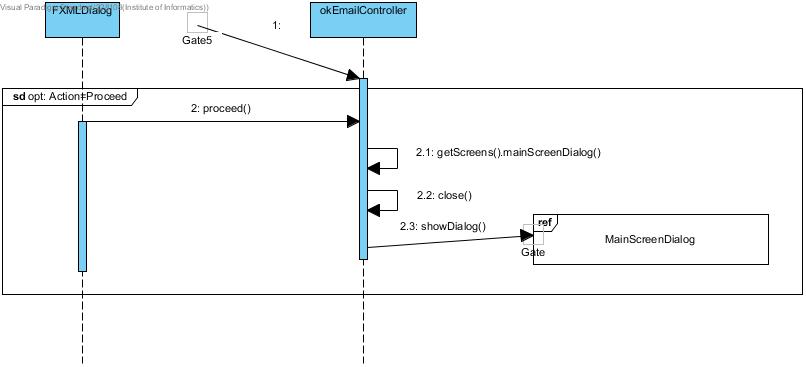 Visual Paradigm
(Institute of Informatics))
FXMLDialog
okEmailController
1:
Gate5
sd opt: Action=Proceed
2: proceed()
2.1: getScreens().mainScreenDialog()
2.2: close()
2.3: showDialog()
ref
MainScreenDialog
Gate